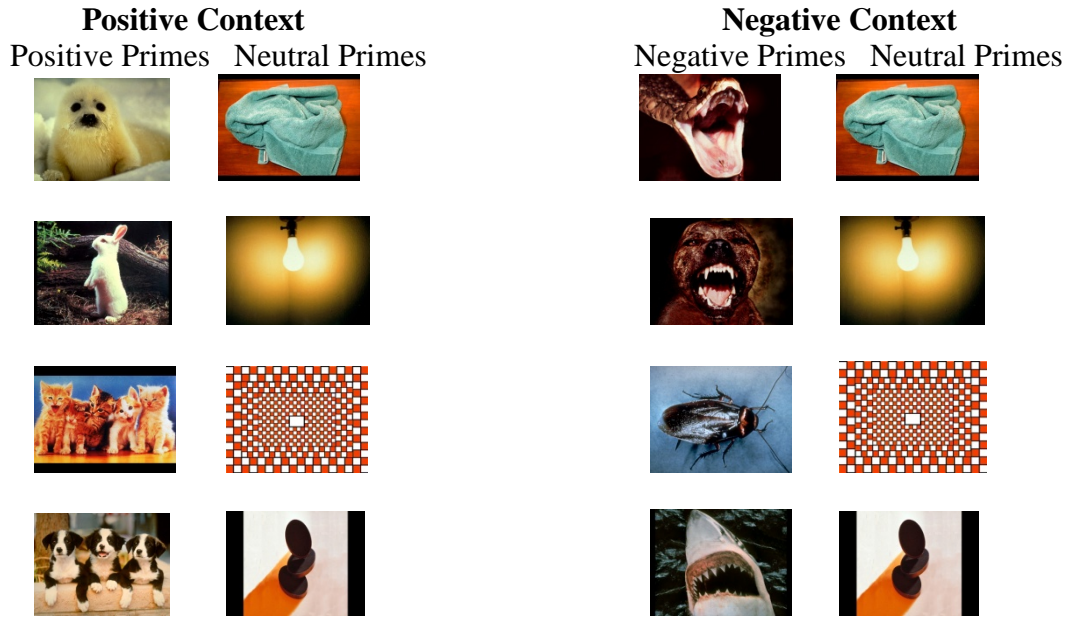 Positive Context
Positive Primes Neutral Primes
Negative Context
Negative Primes Neutral Primes